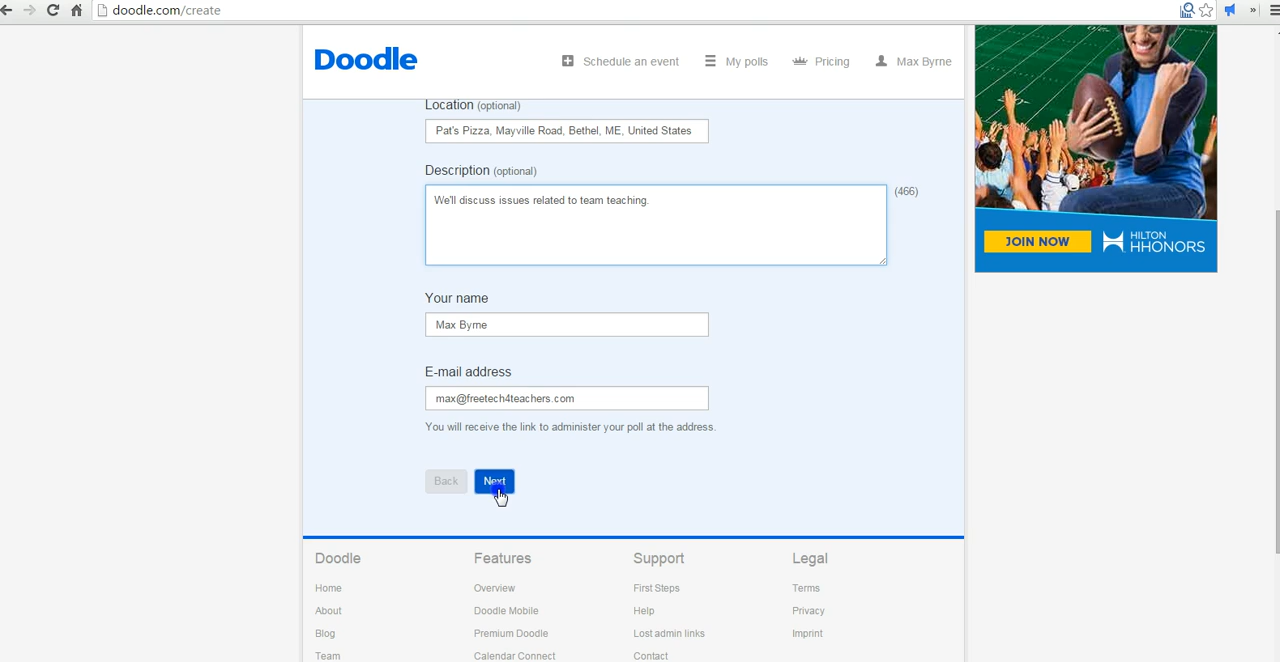 doodle.com/create
»
Doodle
Schedule an event
My polls
Pricing
Max Byrne
Location (optional)
Pat's Pizza, Mayville Road, Bethel, ME, United States
Description (optional)
We'll discuss issues related to team teaching.
(466)
JOIN NOW
HILTON
HHONORS
Your name
Max Byrne
E-mail address
max@freetech4teachers.com
You will receive the link to administer your poll at the address.
Back
Next
Doodle
Features
Support
Legal
Home
Overview
First Steps
Terms
About
Doodle Mobile
Help
Privacy
Blog
Premium Doodle
Lost admin links
Imprint
Team
Calendar Connect
Contact